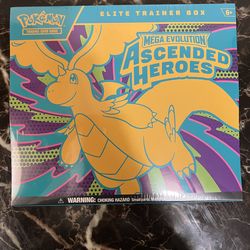 POKÉMON
TRADING CARD GAME
ELITE TRAINER BOX
6+
MEGA EVOLUTION
ASCENDED
HEROES
WARNING: CHOKING HAZARD